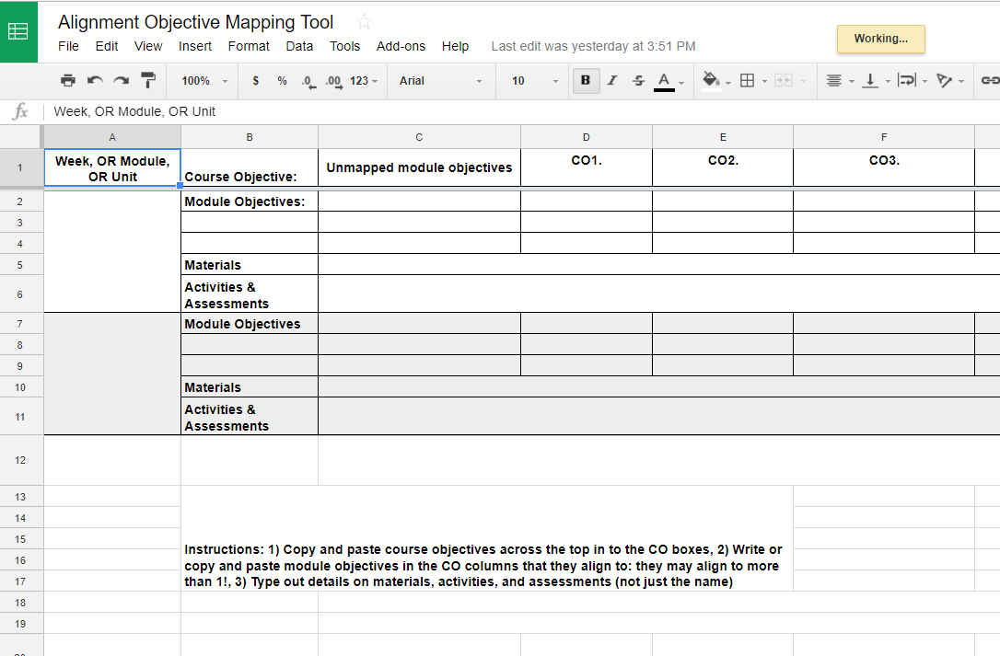 Alignment Objective Mapping Tool
File Edit View Insert Format Data Tools Add-ons Help Last edit was yesterday at 3:51 PM
Working...
100% $ % .0 .00 123 Arial 10 B I S A
fx Week, OR Module, OR Unit
A B C D E F
1 Week, OR Module,
OR Unit Course Objective: Unmapped module objectives CO1. CO2. CO3.
2 Module Objectives:
3
4
5 Materials
6 Activities &
Assessments
7 Module Objectives
8
9
10 Materials
11 Activities &
Assessments
12
13
14
15
16
17
Instructions: 1) Copy and paste course objectives across the top in to the CO boxes, 2) Write or
copy and paste module objectives in the CO columns that they align to: they may align to more
than 1!, 3) Type out details on materials, activities, and assessments (not just the name)
18
19